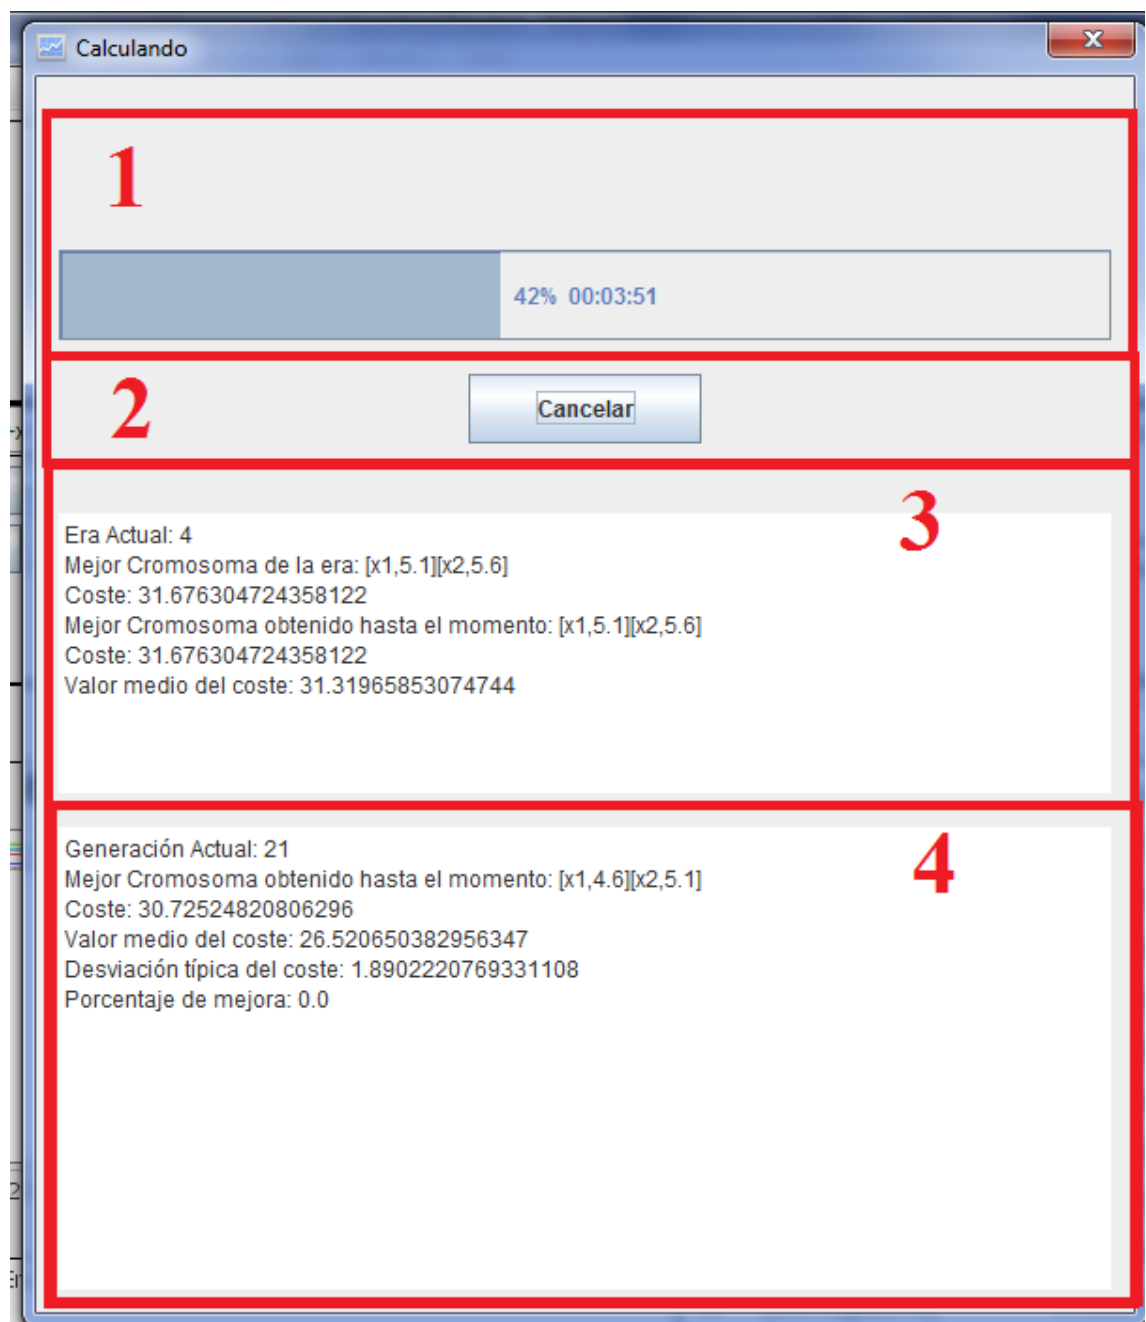 Calculando
x
1
42% 00:03:51
2
Cancelar
3
Era Actual: 4
Mejor Cromosoma de la era: [x1,5.1][x2,5.6]
Coste: 31.676304724358122
Mejor Cromosoma obtenido hasta el momento: [x1,5.1][x2,5.6]
Coste: 31.676304724358122
Valor medio del coste: 31.31965853074744
4
Generación Actual: 21
Mejor Cromosoma obtenido hasta el momento: [x1,4.6][x2,5.1]
Coste: 30.72524820806296
Valor medio del coste: 26.520650382956347
Desviación típica del coste: 1.8902220769331108
Porcentaje de mejora: 0.0